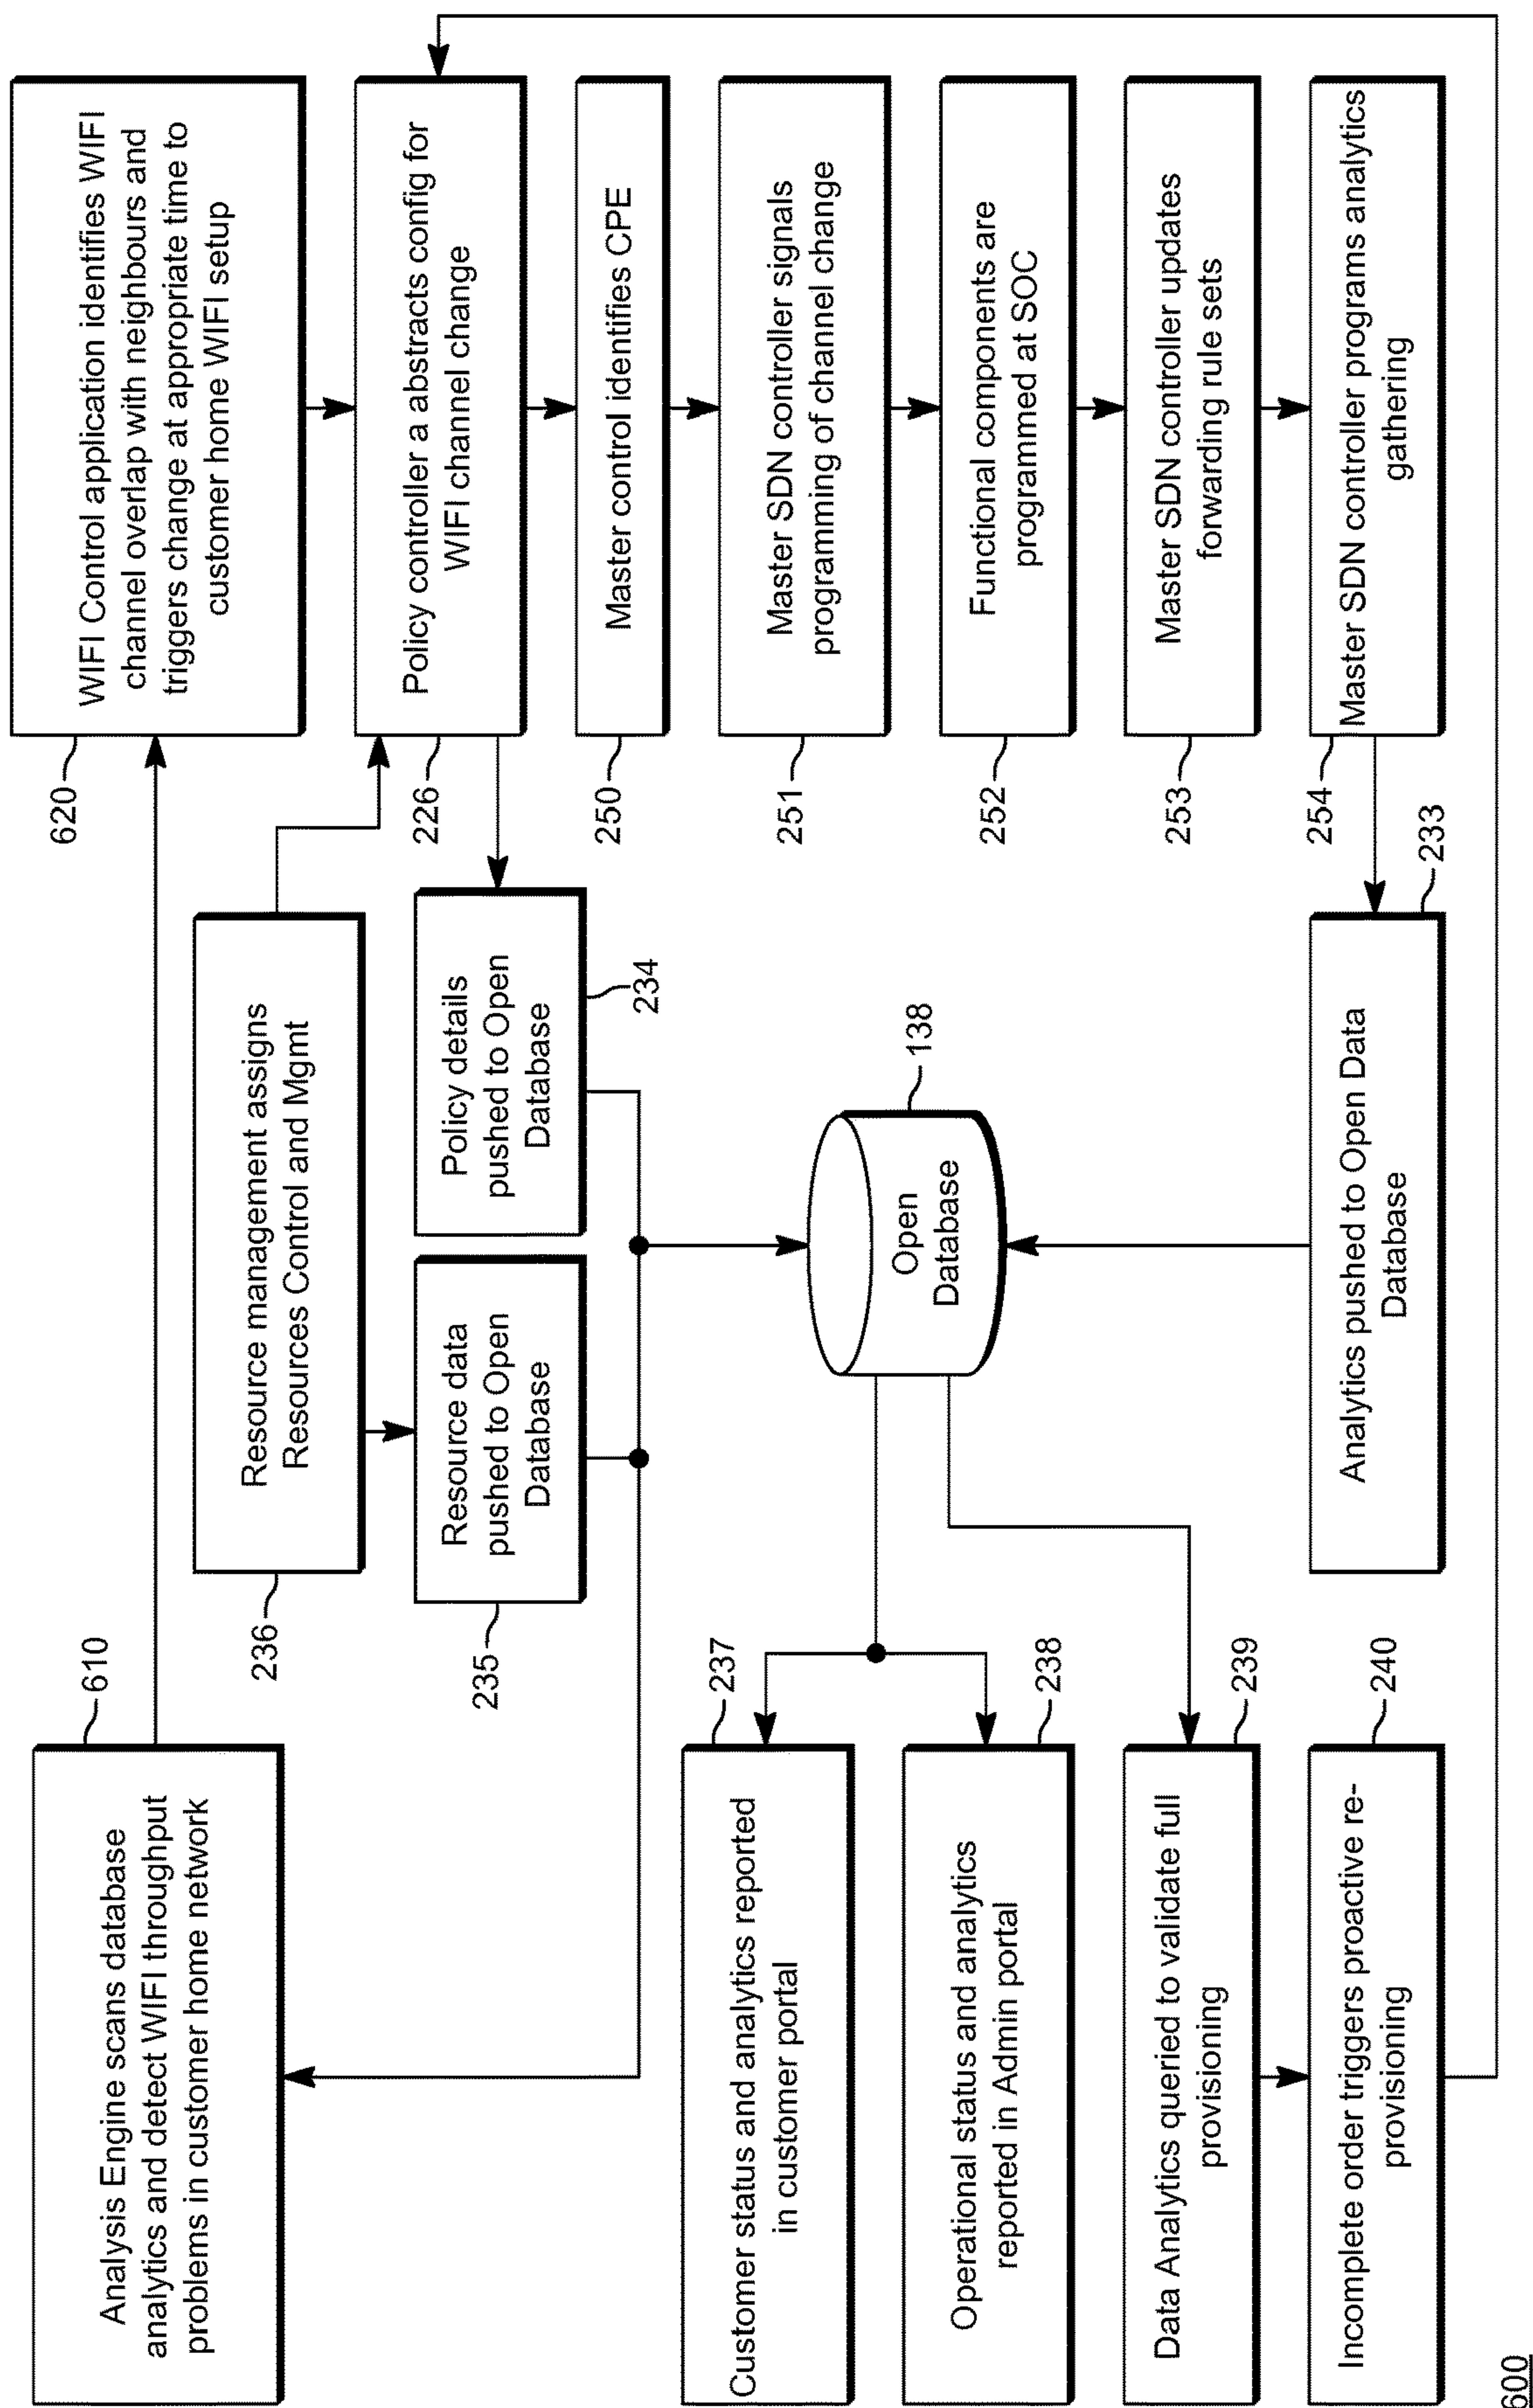 Analysis Engine scans database
analytics and detect WIFI throughput
problems in customer home network
610
WIFI Control application identifies WIFI
channel overlap with neighbours and
triggers change at appropriate time to
customer home WIFI setup
620
Resource management assigns
Resources Control and Mgmt
236
Policy controller a abstracts config for
WIFI channel change
226
Resource data
pushed to Open
Database
235
Policy details
pushed to Open
Database
234
Master control identifies CPE
250
Master SDN controller signals
programming of channel change
251
Functional components are
programmed at SOC
252
Master SDN controller updates
forwarding rule sets
253
Master SDN controller programs analytics
gathering
254
Open
Database
138
Analytics pushed to Open Data
Database
233
Customer status and analytics reported
in customer portal
237
Operational status and analytics
reported in Admin portal
238
Data Analytics queried to validate full
provisioning
239
Incomplete order triggers proactive re-
provisioning
240
600